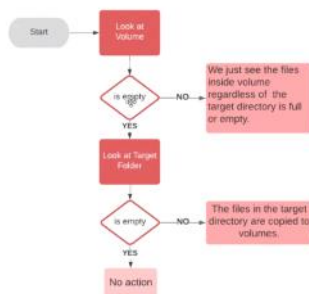 Start
Look at
Volume
is empty
NO
We just see the files
inside volume
regardless of the
target directory is full
or empty.
YES
Look at Target
Folder
is empty
NO
The files in the target
directory are copied to
volumes.
YES
No action